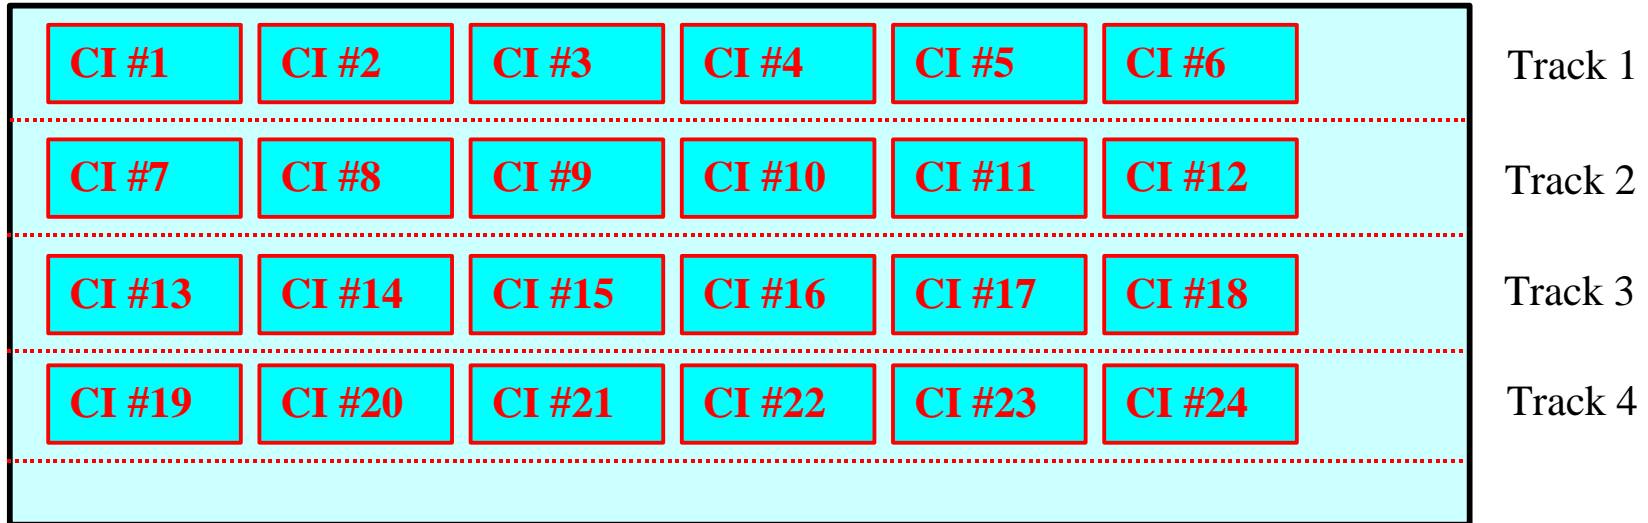 CI #1 CI #2 CI #3 CI #4 CI #5 CI #6 Track 1
CI #7 CI #8 CI #9 CI #10 CI #11 CI #12 Track 2
CI #13 CI #14 CI #15 CI #16 CI #17 CI #18 Track 3
CI #19 CI #20 CI #21 CI #22 CI #23 CI #24 Track 4